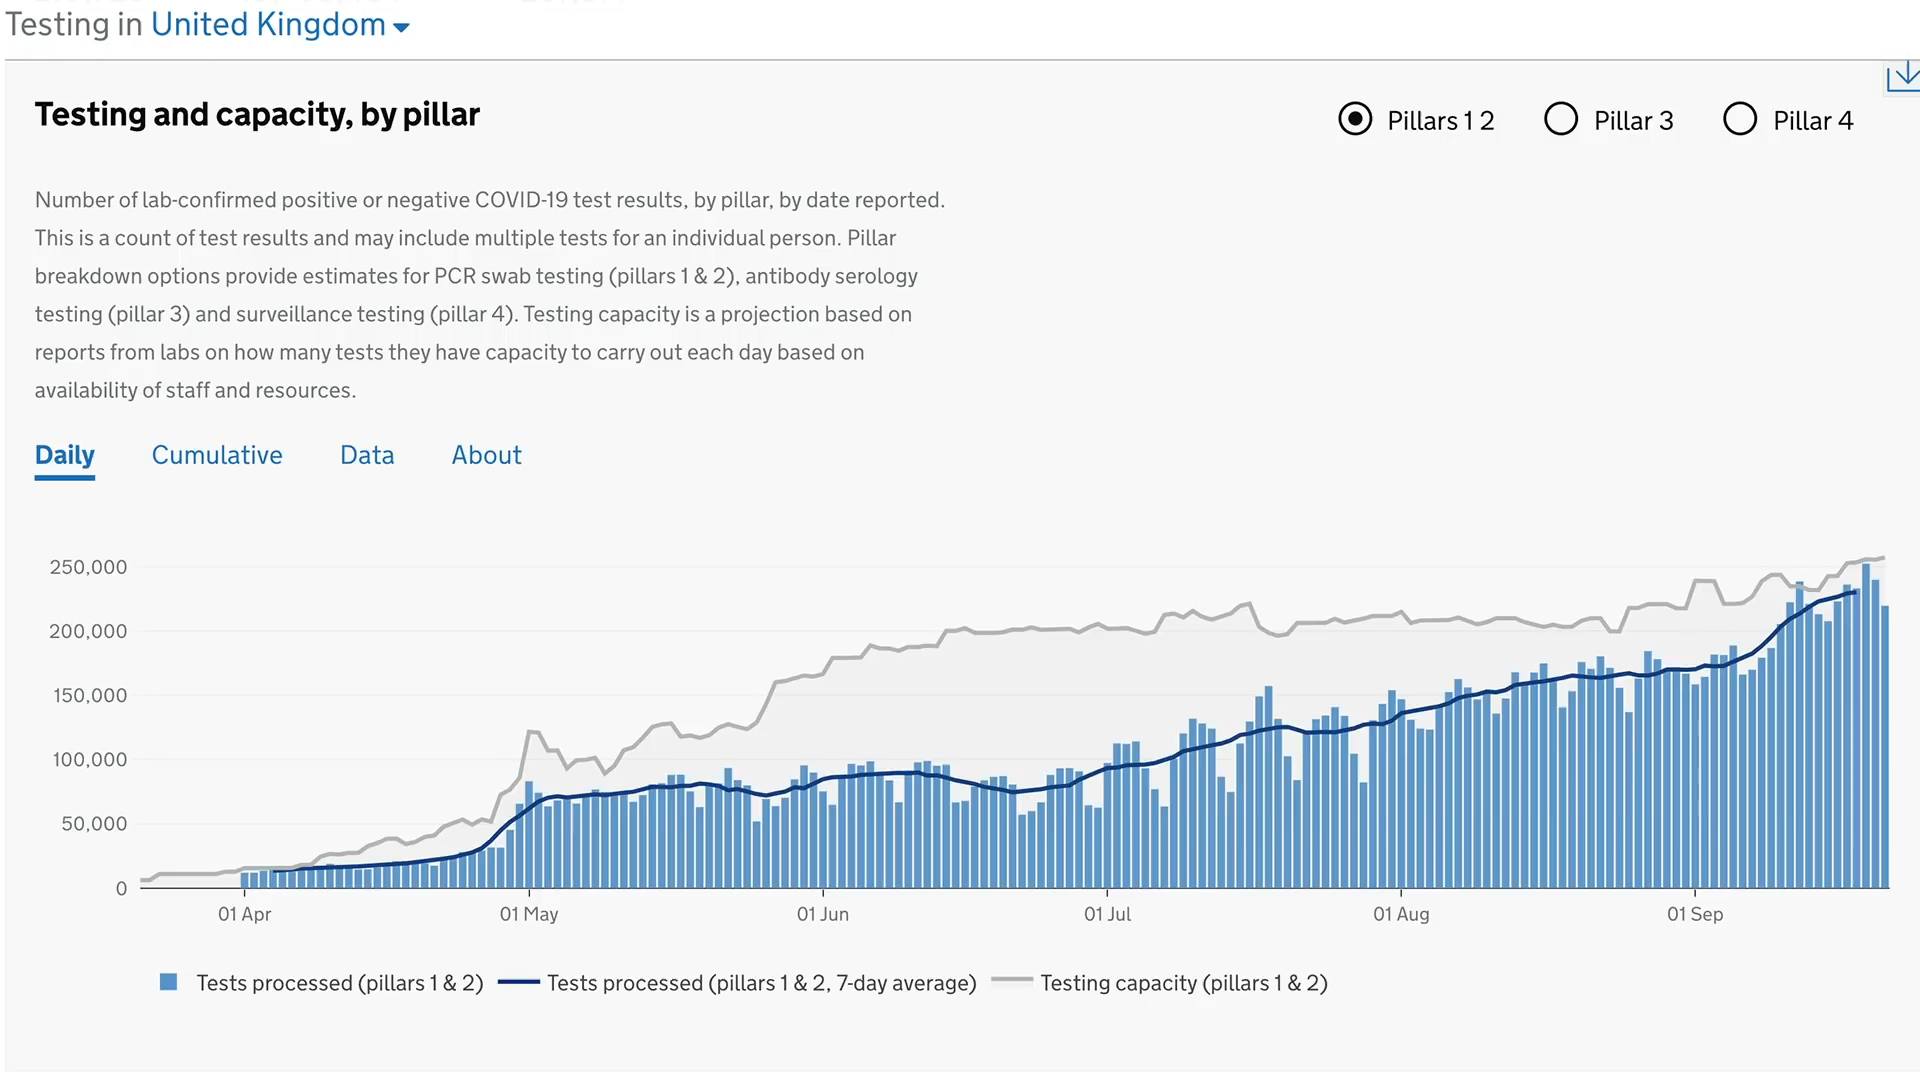 Testing in United Kingdom
Testing and capacity, by pillar
Pillars 1 2
Pillar 3
Pillar 4
Number of lab-confirmed positive or negative COVID-19 test results, by pillar, by date reported.
This is a count of test results and may include multiple tests for an individual person. Pillar
breakdown options provide estimates for PCR swab testing (pillars 1 & 2), antibody serology
testing (pillar 3) and surveillance testing (pillar 4). Testing capacity is a projection based on
reports from labs on how many tests they have capacity to carry out each day based on
availability of staff and resources.
Daily Cumulative Data About
250,000
200,000
150,000
100,000
50,000
0
01 Apr 01 May 01 Jun 01 Jul 01 Aug 01 Sep
Tests processed (pillars 1 & 2) Tests processed (pillars 1 & 2, 7-day average) Testing capacity (pillars 1 & 2)